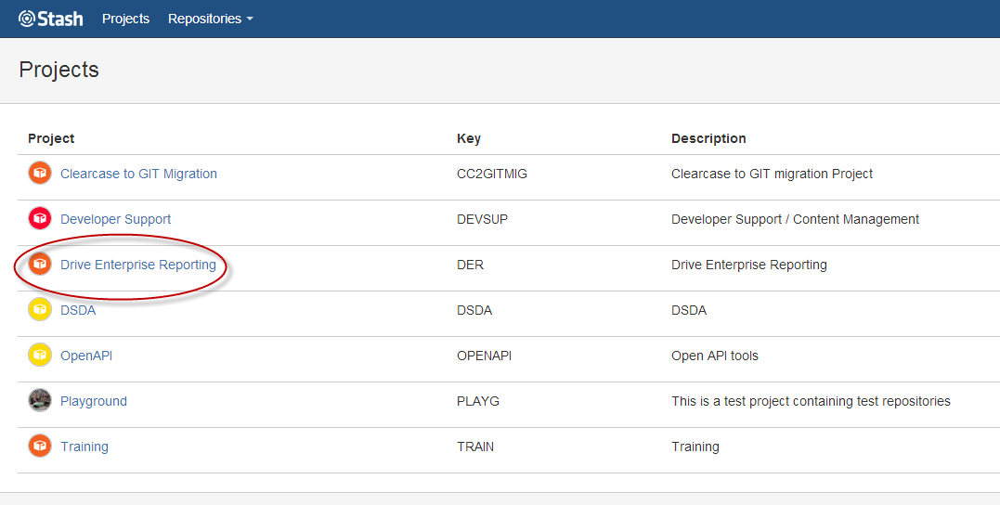 Stash Projects Repositories
Projects
Project Key Description
Clearcase to GIT Migration CC2GITMIG Clearcase to GIT migration Project
Developer Support DEVSUP Developer Support / Content Management
Drive Enterprise Reporting DER Drive Enterprise Reporting
DSDA DSDA DSDA
OpenAPI OPENAPI Open API tools
Playground PLAYG This is a test project containing test repositories
Training TRAIN Training